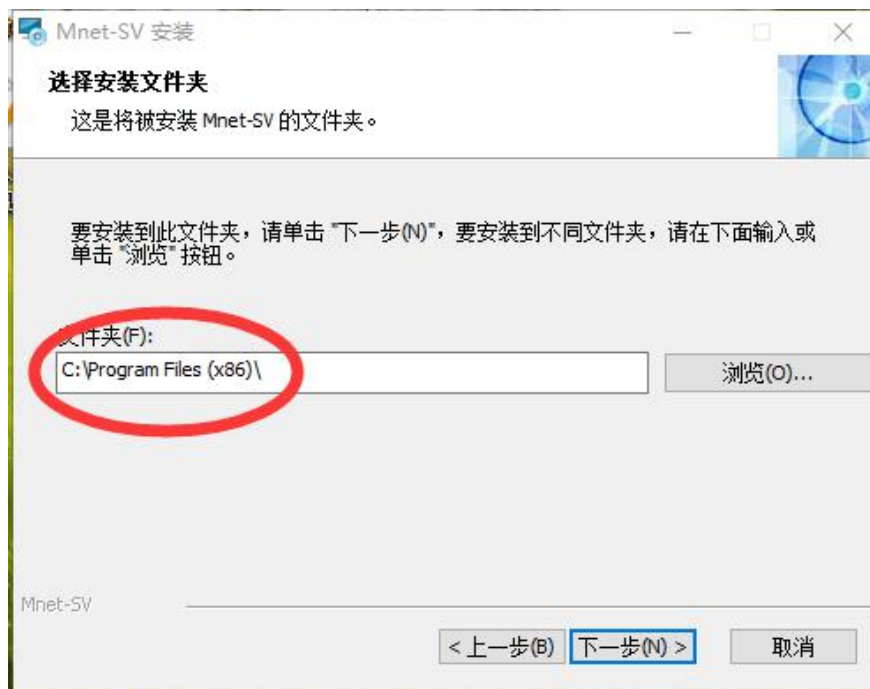 Mnet-SV 安装
选择安装文件夹
这是将被安装 Mnet-SV 的文件夹。
要安装到此文件夹，请单击 "下一步(N)"，要安装到不同文件夹，请在下面输入或
单击 "浏览" 按钮。
文件夹(F):
C:\Program Files (x86)\
浏览(O)...
Mnet-SV
< 上一步(B) 下一步(N) > 取消